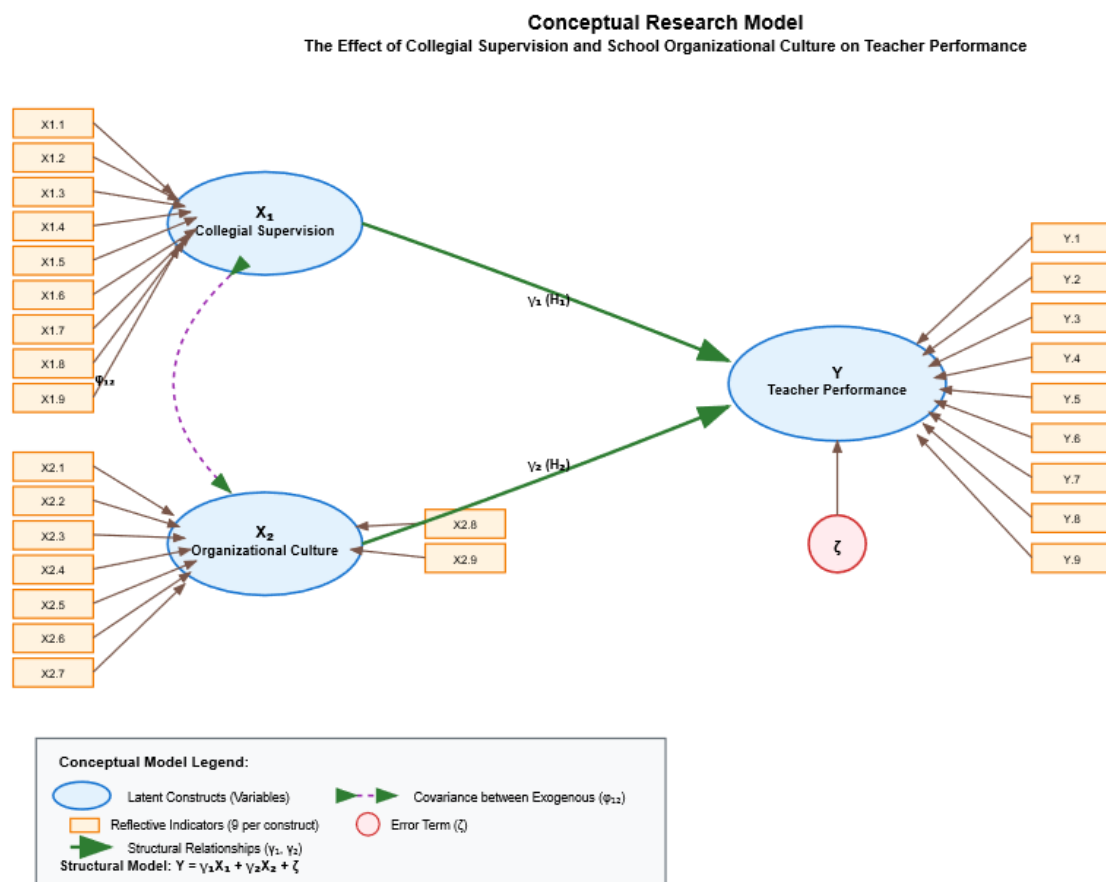 Conceptual Research Model
The Effect of Collegial Supervision and School Organizational Culture on Teacher Performance
X1.1
X1.2
X1.3
X1.4
X1.5
X1.6
X1.7
X1.8
X1.9
φ₁₂
X₁
Collegial Supervision
γ₁ (H₁)
X2.1
X2.2
X2.3
X2.4
X2.5
X2.6
X2.7
X₂
Organizational Culture
X2.8
X2.9
γ₂ (H₂)
Y
Teacher Performance
ζ
Y.1
Y.2
Y.3
Y.4
Y.5
Y.6
Y.7
Y.8
Y.9
Conceptual Model Legend:
Latent Constructs (Variables)
Covariance between Exogenous (φ₁₂)
Reflective Indicators (9 per construct)
Error Term (ζ)
Structural Relationships (γ₁, γ₂)
Structural Model: Y = γ₁X₁ + γ₂X₂ + ζ